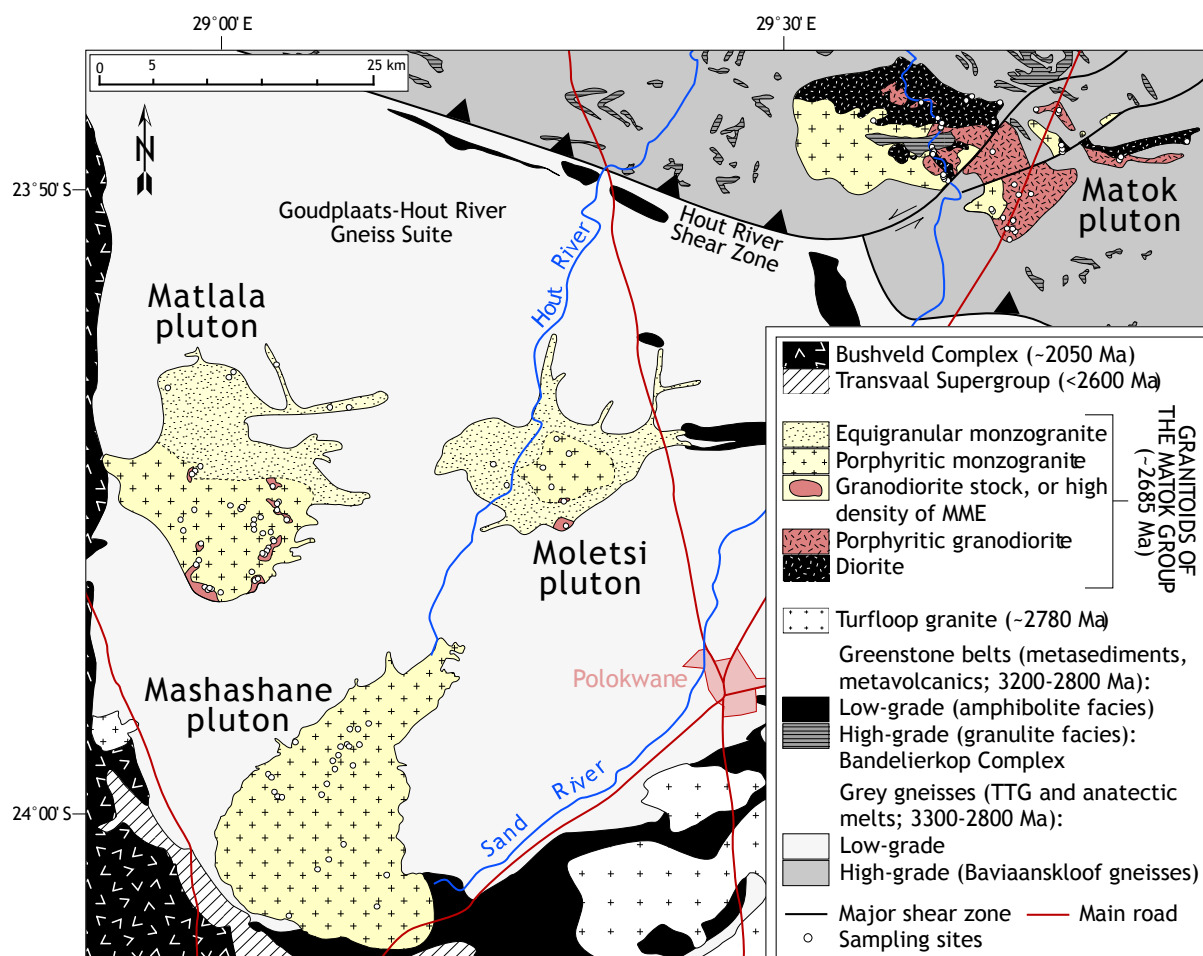 29°00' E
29°30' E
0
5
25 km
N
23°50' S
24°00' S
Goudplaats-Hout River
Gneiss Suite
Hout River
Shear Zone
Hout River
Matok
pluton
Matlala
pluton
Moletsi
pluton
Mashashane
pluton
Polokwane
Sand River
Bushveld Complex (~2050 Ma)
Transvaal Supergroup (<2600 Ma)
Equigranular monzogranite
Porphyritic monzogranite
Granodiorite stock, or high
density of MME
Porphyritic granodiorite
Diorite
GRANITOIDS OF
THE MATOK GROUP
(~2685 Ma)
Turfloop granite (~2780 Ma)
Greenstone belts (metasediments,
metavolcanics; 3200-2800 Ma):
Low-grade (amphibolite facies)
High-grade (granulite facies):
Bandelierkop Complex
Grey gneisses (TTG and anatectic
melts; 3300-2800 Ma):
Low-grade
High-grade (Baviaanskloof gneisses)
Major shear zone
Main road
Sampling sites